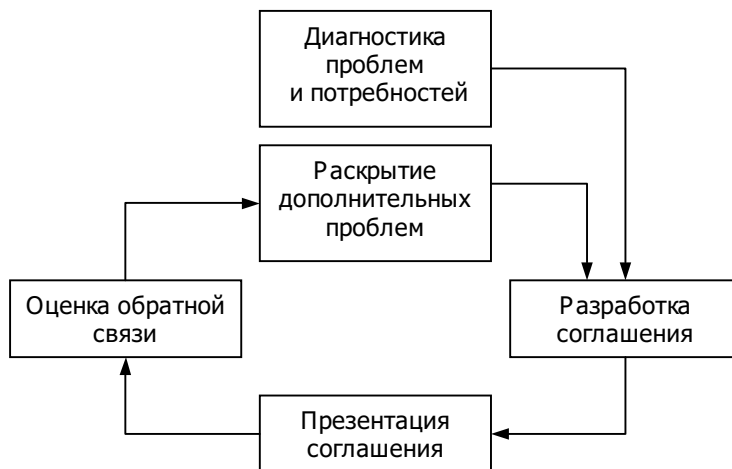 Диагностика
проблем
и потребностей
Раскрытие
дополнительных
проблем
Оценка обратной
связи
Разработка
соглашения
Презентация
соглашения